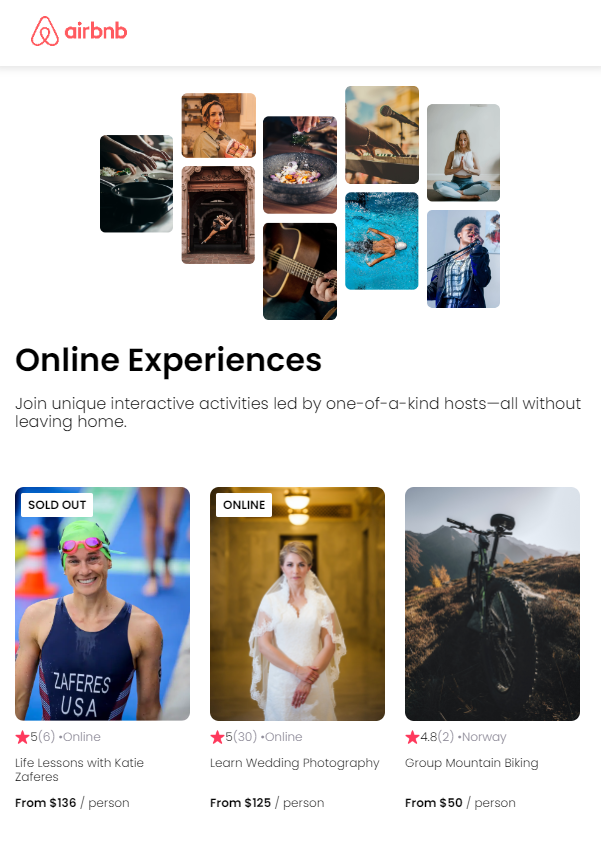 airbnb
Online Experiences
Join unique interactive activities led by one-of-a-kind hosts—all without
leaving home.
SOLD OUT
ZAFERES
USA
5(6) •Online
Life Lessons with Katie
Zaferes
From $136 / person
ONLINE
5(30) •Online
Learn Wedding Photography
From $125 / person
4.8(2) •Norway
Group Mountain Biking
From $50 / person